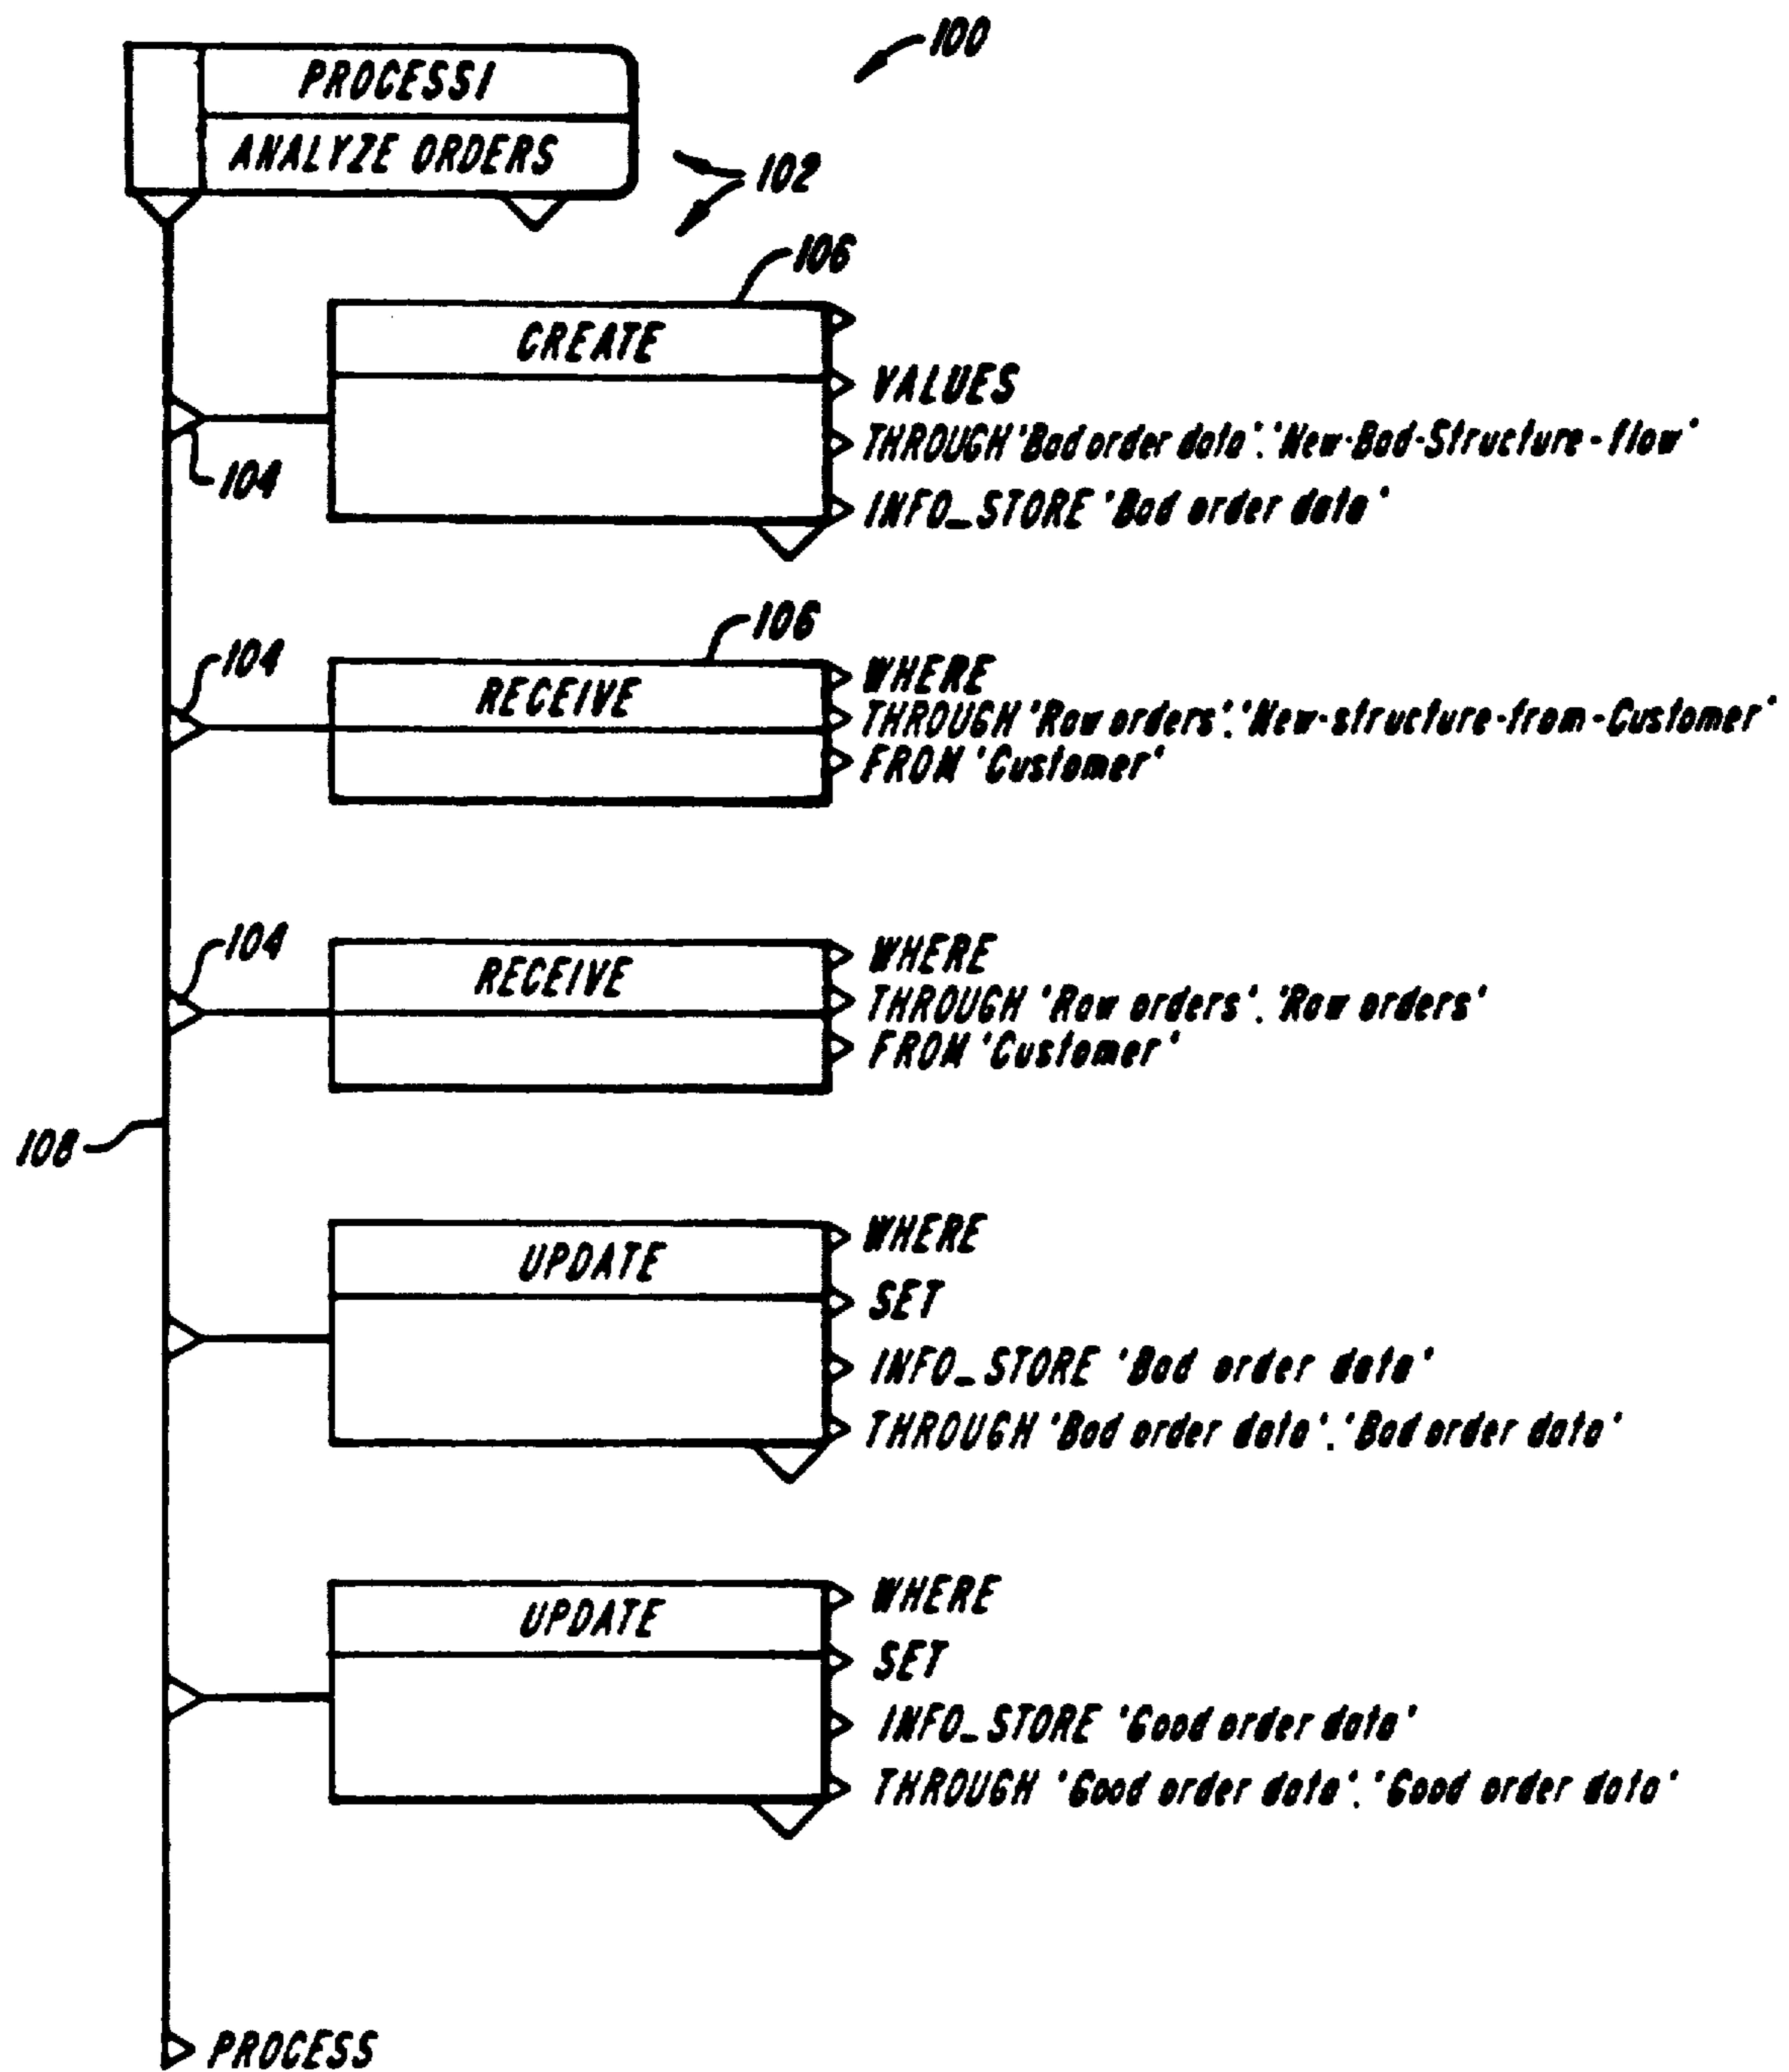 100
PROCESS1
ANALYZE ORDERS
102
106
CREATE
VALUES
THROUGH 'Bad order data'.'New-Bad-Structure-flow'
104
INFO_STORE 'Bad order data'
106
104
WHERE
RECEIVE
THROUGH 'Raw orders'.'New-structure-from-Customer'
FROM 'Customer'
104
WHERE
RECEIVE
THROUGH 'Raw orders'.'Raw orders'
FROM 'Customer'
108
WHERE
UPDATE
SET
INFO_STORE 'Bad order data'
THROUGH 'Bad order data'.'Bad order data'
WHERE
UPDATE
SET
INFO_STORE 'Good order data'
THROUGH 'Good order data'.'Good order data'
PROCESS